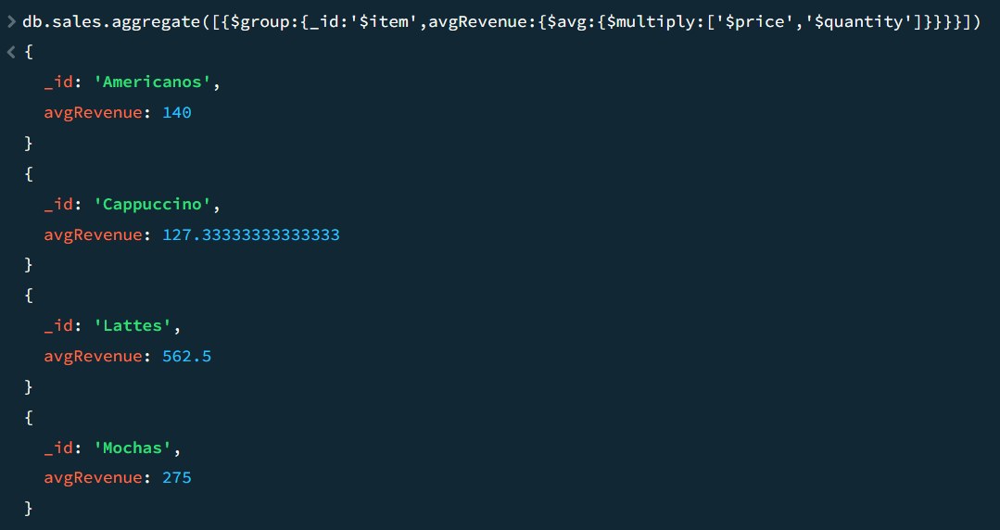 > db.sales.aggregate([{$group:{_id:'$item',avgRevenue:{$avg:{$multiply:['$price','$quantity']}}}}])
< {
_id: 'Americanos',
avgRevenue: 140
}
{
_id: 'Cappuccino',
avgRevenue: 127.33333333333333
}
{
_id: 'Lattes',
avgRevenue: 562.5
}
{
_id: 'Mochas',
avgRevenue: 275
}